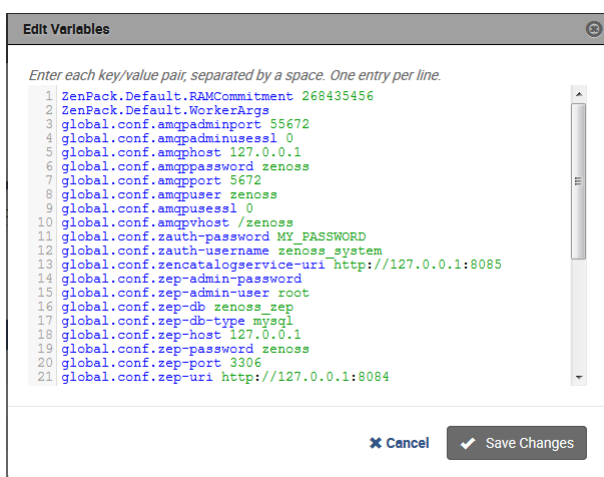 Edit Variables
Enter each key/value pair, separated by a space. One entry per line.
1 ZenPack.Default.RAMCommitment 268435456
2 ZenPack.Default.WorkerArgs
3 global.conf.amqpadminport 55672
4 global.conf.amqpadminusessl 0
5 global.conf.amqphost 127.0.0.1
6 global.conf.amqppassword zenoss
7 global.conf.amqpport 5672
8 global.conf.amqpuser zenoss
9 global.conf.amqpusessl 0
10 global.conf.amqpvhost /zenoss
11 global.conf.zauth-password MY_PASSWORD
12 global.conf.zauth-username zenoss_system
13 global.conf.zencatalogservice-uri http://127.0.0.1:8085
14 global.conf.zep-admin-password
15 global.conf.zep-admin-user root
16 global.conf.zep-db zenoss_zep
17 global.conf.zep-db-type mysql
18 global.conf.zep-host 127.0.0.1
19 global.conf.zep-password zenoss
20 global.conf.zep-port 3306
21 global.conf.zep-uri http://127.0.0.1:8084
Cancel
Save Changes